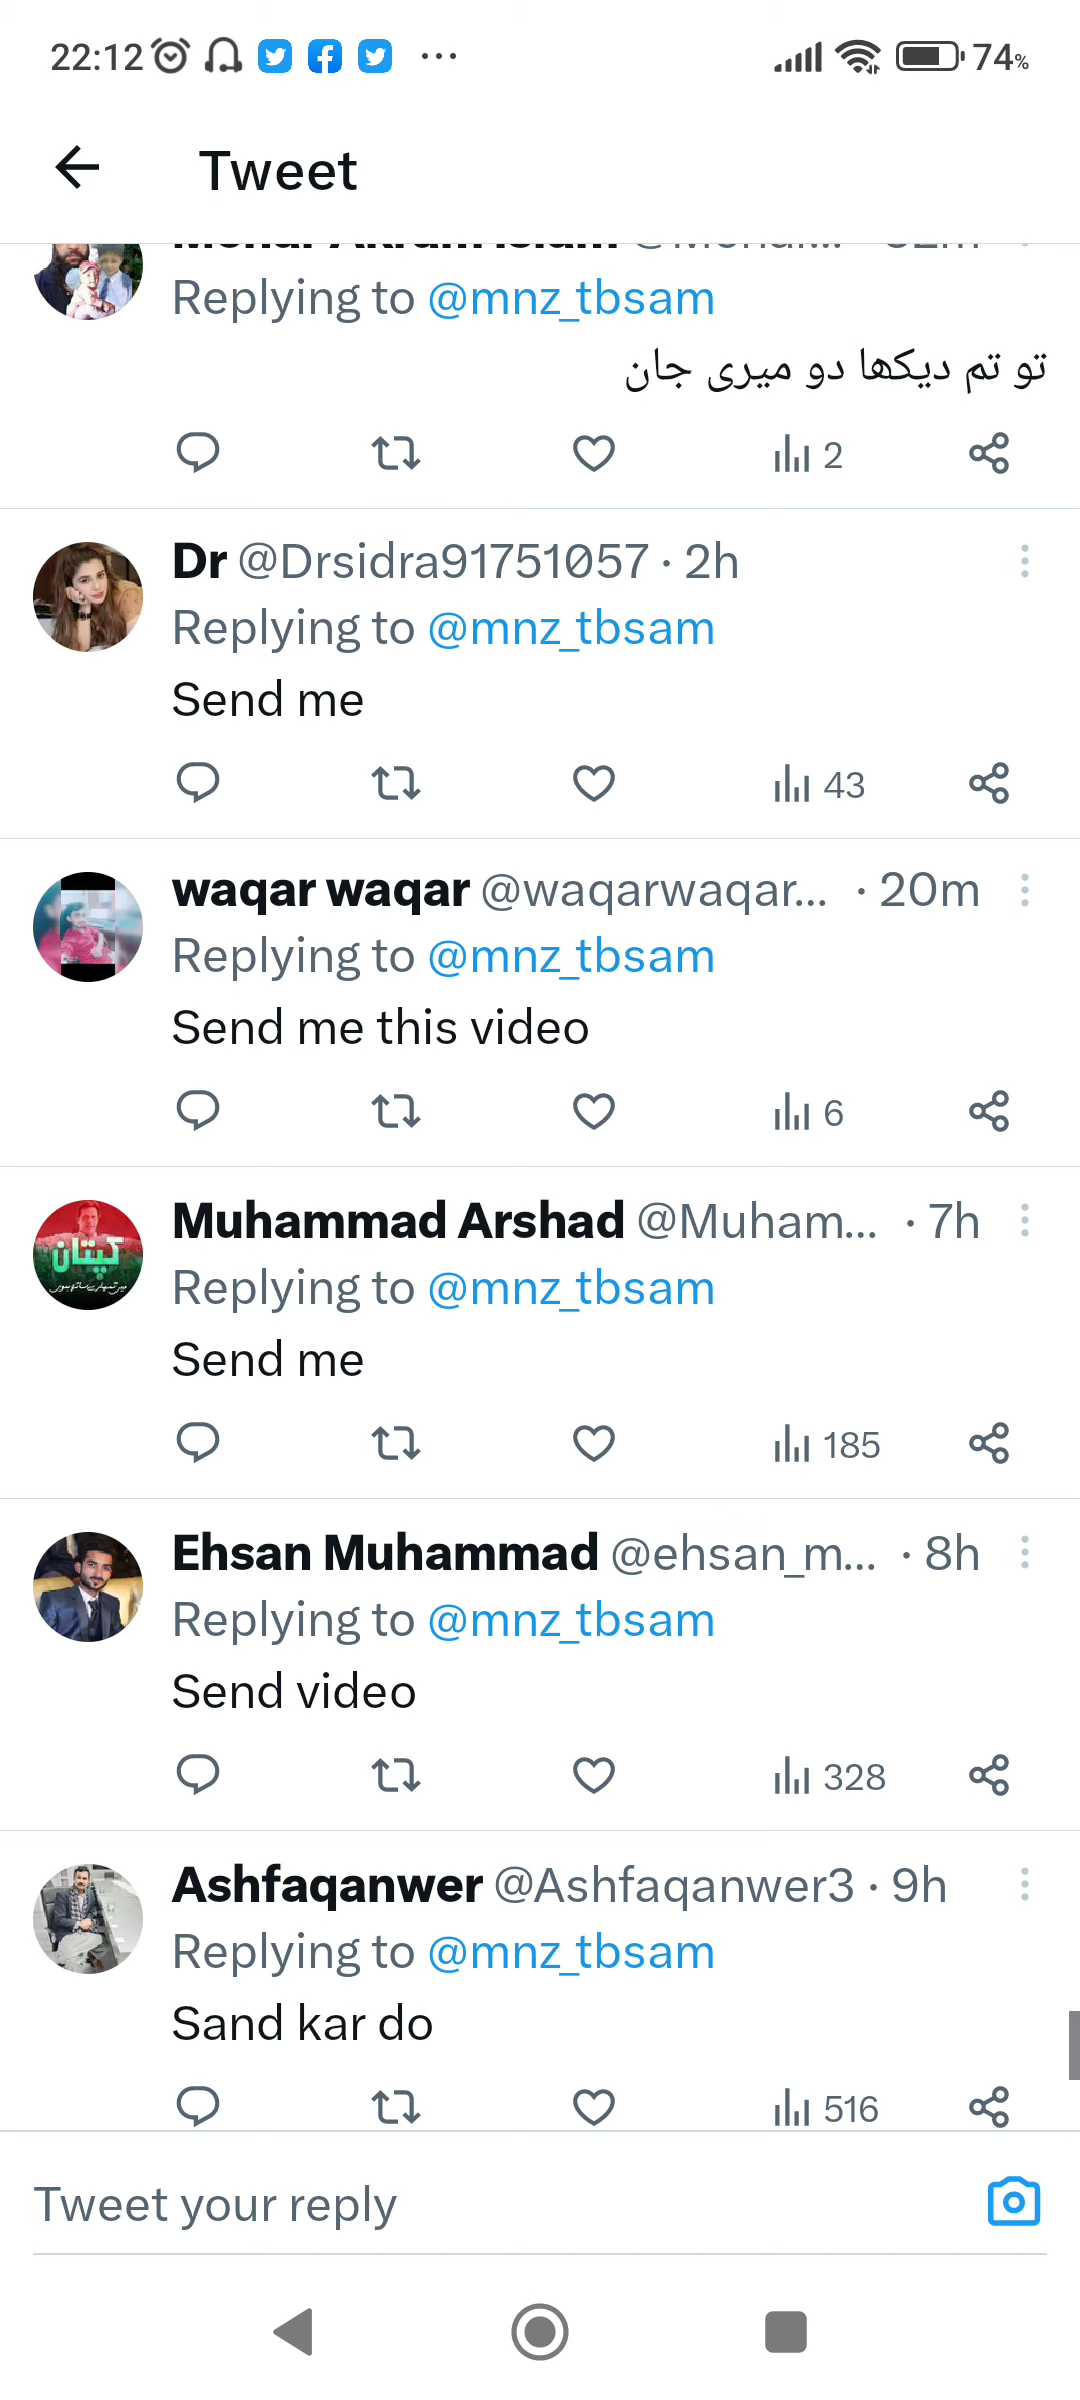 22:12 74%
Tweet
Replying to @mnz_tbsam
تو تم دیکھا دو میری جان
2
Dr @Drsidra91751057 · 2h
Replying to @mnz_tbsam
Send me
43
waqar waqar @waqarwaqar... · 20m
Replying to @mnz_tbsam
Send me this video
6
Muhammad Arshad @Muham... · 7h
کپتان
Replying to @mnz_tbsam
Send me
185
Ehsan Muhammad @ehsan_m... · 8h
Replying to @mnz_tbsam
Send video
328
Ashfaqanwer @Ashfaqanwer3 · 9h
Replying to @mnz_tbsam
Sand kar do
516
Tweet your reply